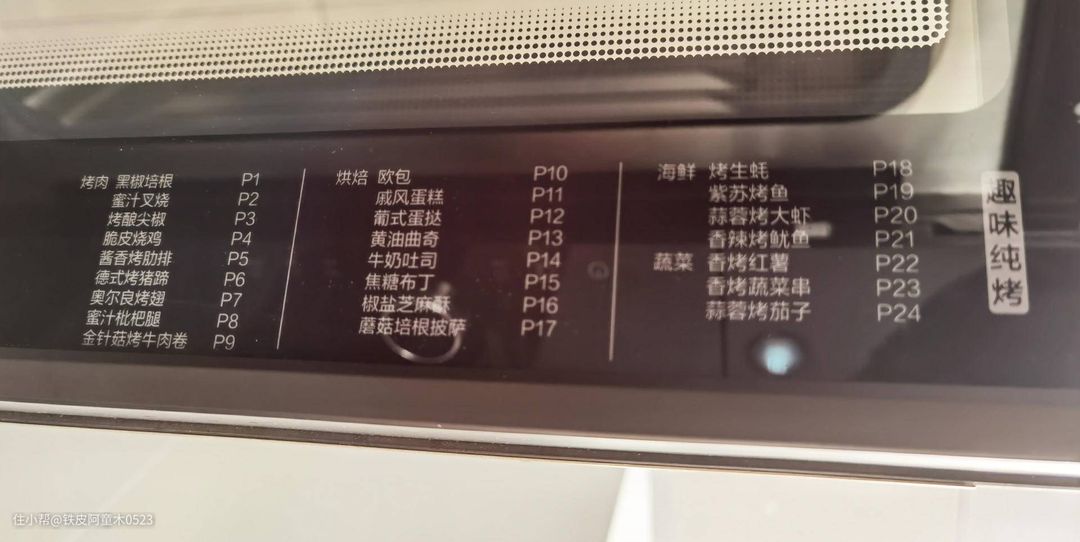 烤肉 黑椒培根 P1
蜜汁叉烧 P2
烤酿尖椒 P3
脆皮烧鸡 P4
酱香烤肋排 P5
德式烤猪蹄 P6
奥尔良烤翅 P7
蜜汁枇杷腿 P8
金针菇烤牛肉卷 P9
烘焙 欧包 P10
戚风蛋糕 P11
葡式蛋挞 P12
黄油曲奇 P13
牛奶吐司 P14
焦糖布丁 P15
椒盐芝麻酥 P16
蘑菇培根披萨 P17
海鲜 烤生蚝 P18
紫苏烤鱼 P19
蒜蓉烤大虾 P20
香辣烤鱿鱼 P21
蔬菜 香烤红薯 P22
香烤蔬菜串 P23
蒜蓉烤茄子 P24
趣味纯烤
住小帮@铁皮阿童木0523